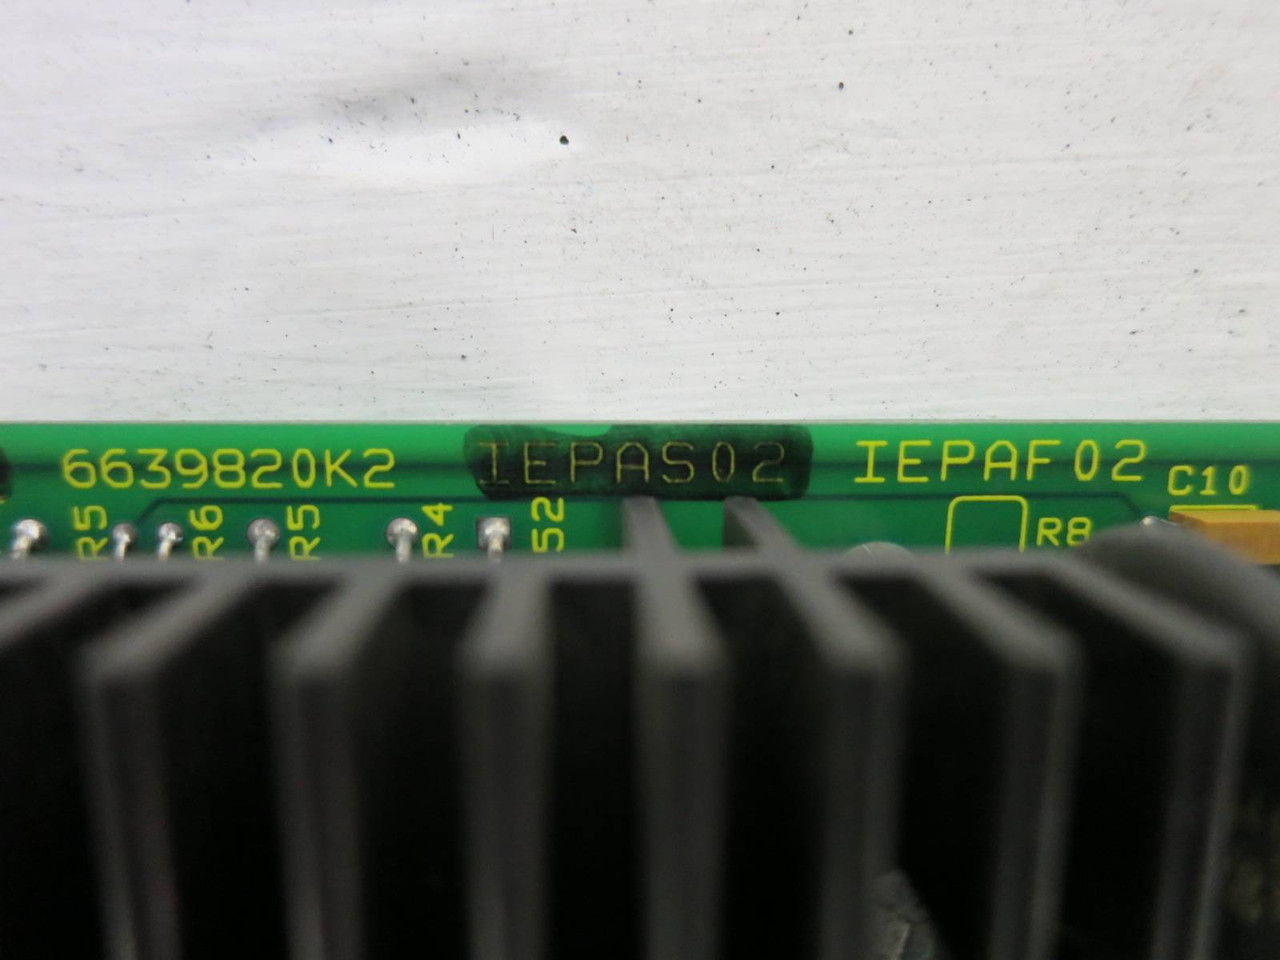 6639820K2 IEPAS02 IEPAF02 C10
R5 R6 R5 R4 52 R8